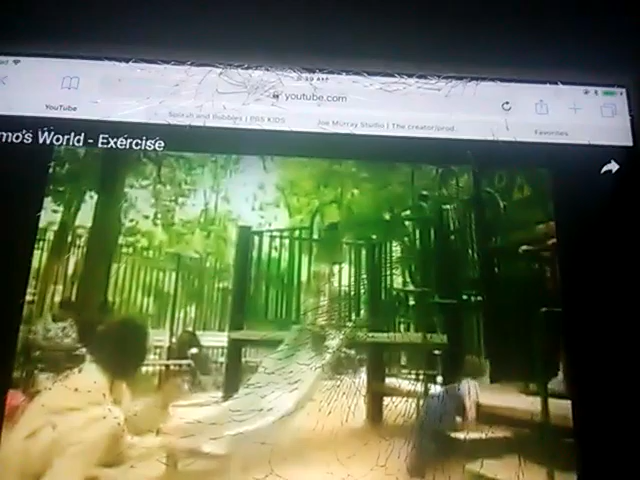 youtube.com
YouTube
Splash and Bubbles | PBS KIDS
Joe Murray Studio | The creator/prod...
Favorites
mo's World - Exercise